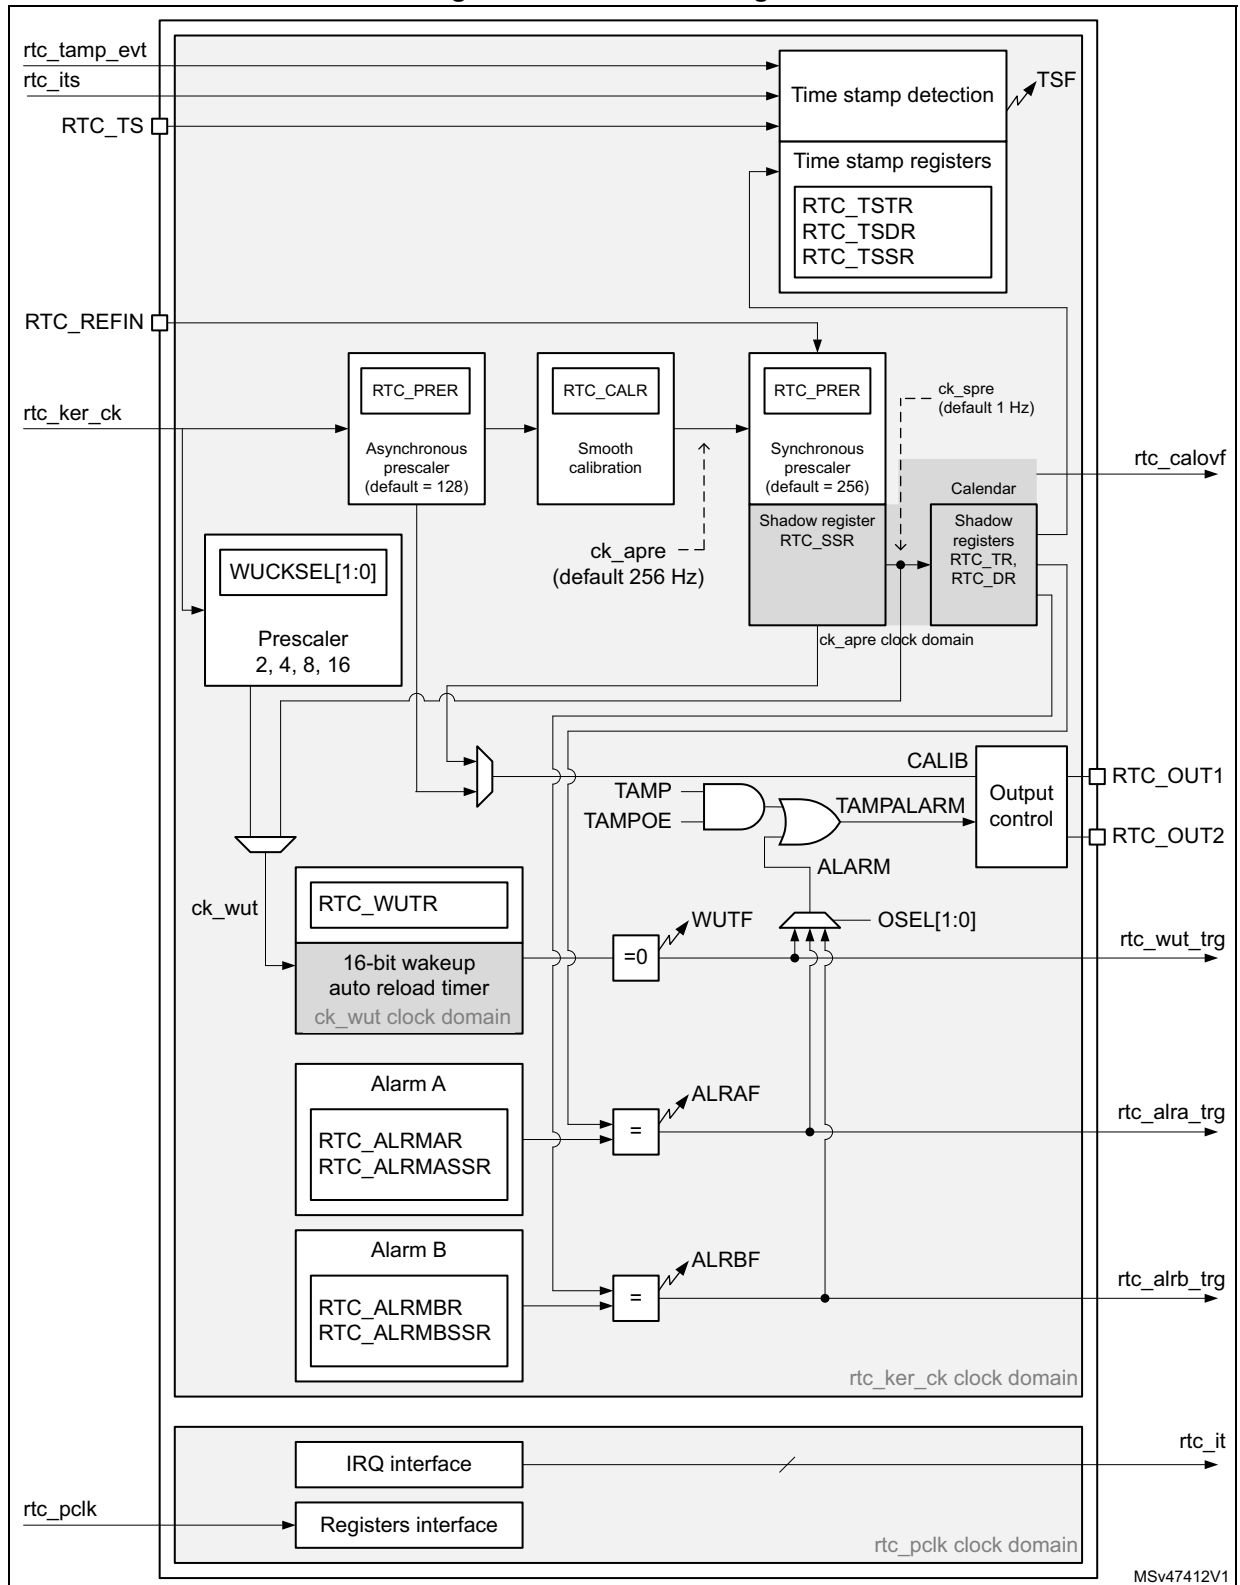 rtc_tamp_evt
rtc_its
RTC_TS
Time stamp detection
TSF
Time stamp registers
RTC_TSTR
RTC_TSDR
RTC_TSSR
RTC_REFIN
rtc_ker_ck
RTC_PRER
Asynchronous
prescaler
(default = 128)
RTC_CALR
Smooth
calibration
RTC_PRER
Synchronous
prescaler
(default = 256)
ck_spre
(default 1 Hz)
rtc_calovf
Calendar
Shadow register
RTC_SSR
Shadow
registers
RTC_TR,
RTC_DR
ck_apre
(default 256 Hz)
WUCKSEL[1:0]
Prescaler
2, 4, 8, 16
ck_apre clock domain
CALIB
TAMP
TAMPOE
TAMPALARM
Output
control
RTC_OUT1
RTC_OUT2
ALARM
ck_wut
RTC_WUTR
16-bit wakeup
auto reload timer
ck_wut clock domain
=0
WUTF
OSEL[1:0]
rtc_wut_trg
Alarm A
RTC_ALRMAR
RTC_ALRMASSR
=
ALRAF
rtc_alra_trg
Alarm B
RTC_ALRMBR
RTC_ALRMBSSR
=
ALRBF
rtc_alrb_trg
rtc_ker_ck clock domain
IRQ interface
rtc_it
rtc_pclk
Registers interface
rtc_pclk clock domain
MSv47412V1